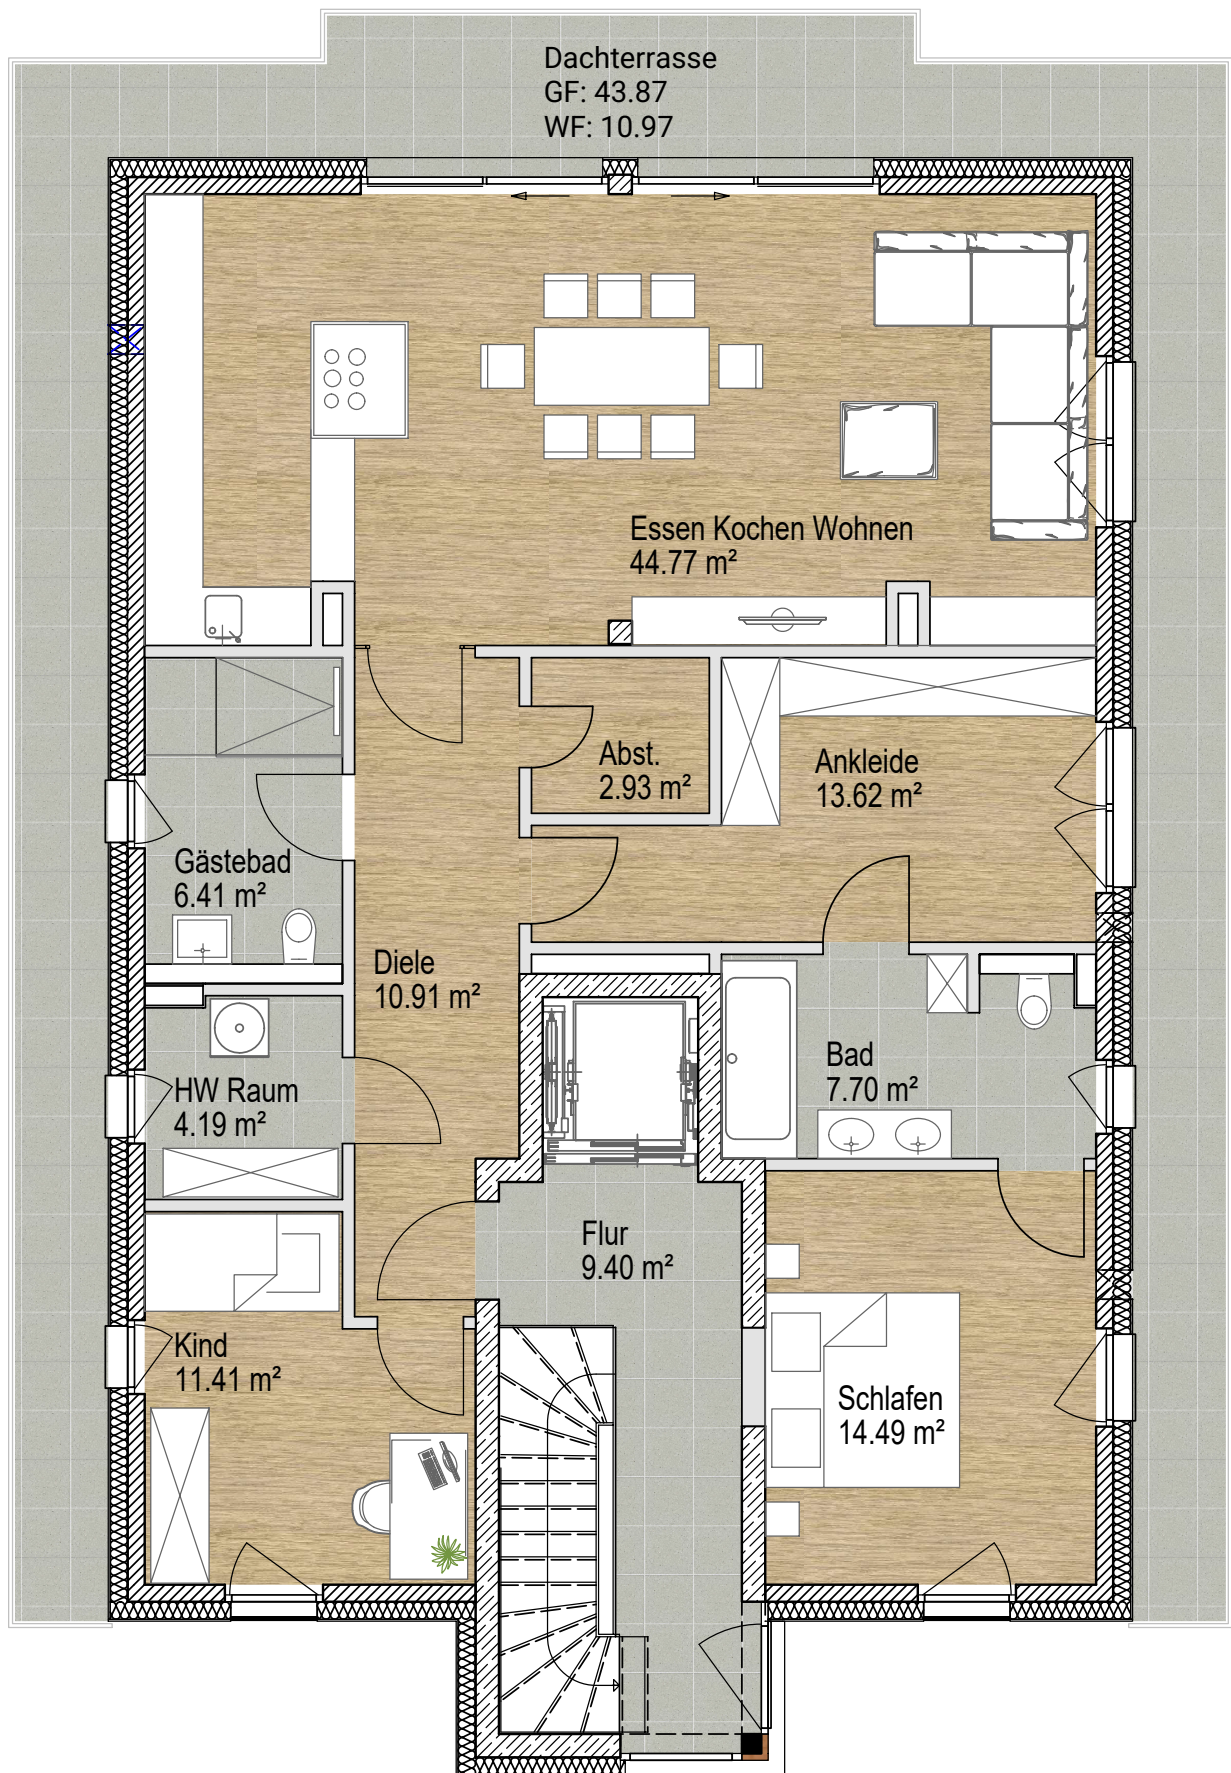 Dachterrasse
GF: 43.87
WF: 10.97
Essen Kochen Wohnen
44.77 m²
Abst.
2.93 m²
Ankleide
13.62 m²
Gästebad
6.41 m²
Diele
10.91 m²
Bad
7.70 m²
HW Raum
4.19 m²
Flur
9.40 m²
Kind
11.41 m²
Schlafen
14.49 m²